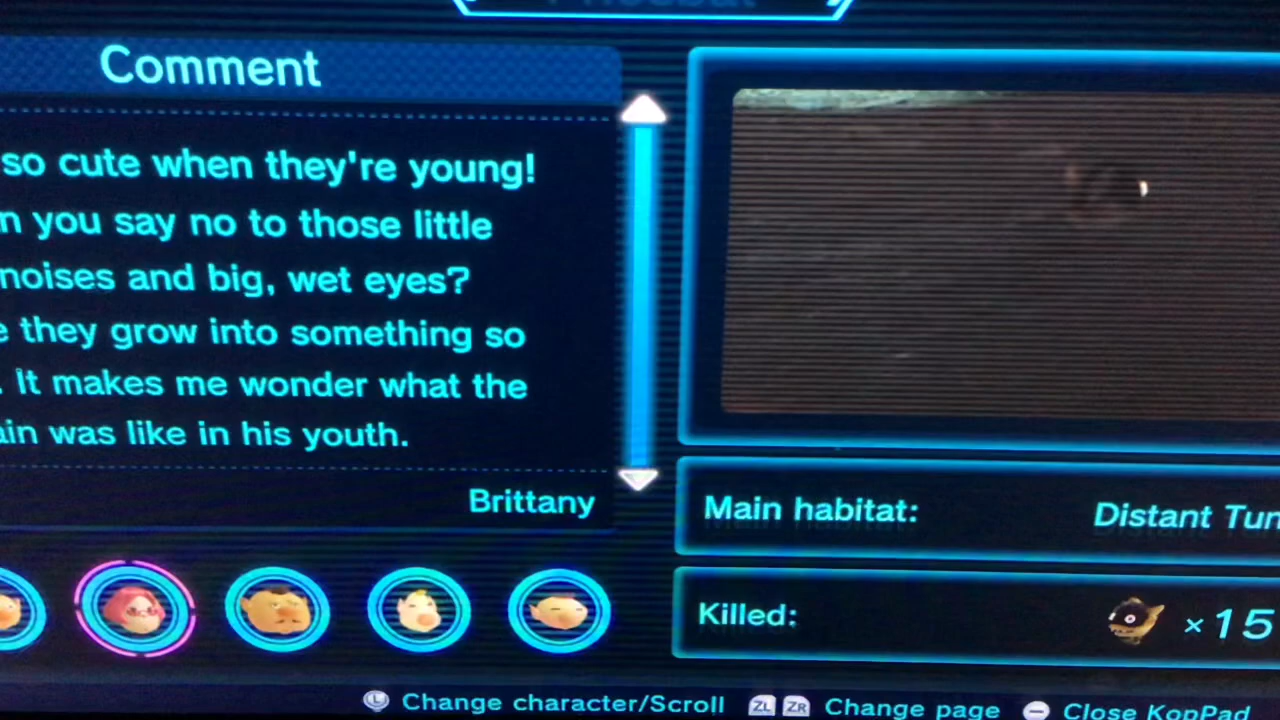 Comment
so cute when they're young!
n you say no to those little
noises and big, wet eyes?
e they grow into something so
. It makes me wonder what the
ain was like in his youth.
Brittany
Main habitat: Distant Tun
Killed: ×15
L Change character/Scroll ZL ZR Change page Close KopPad